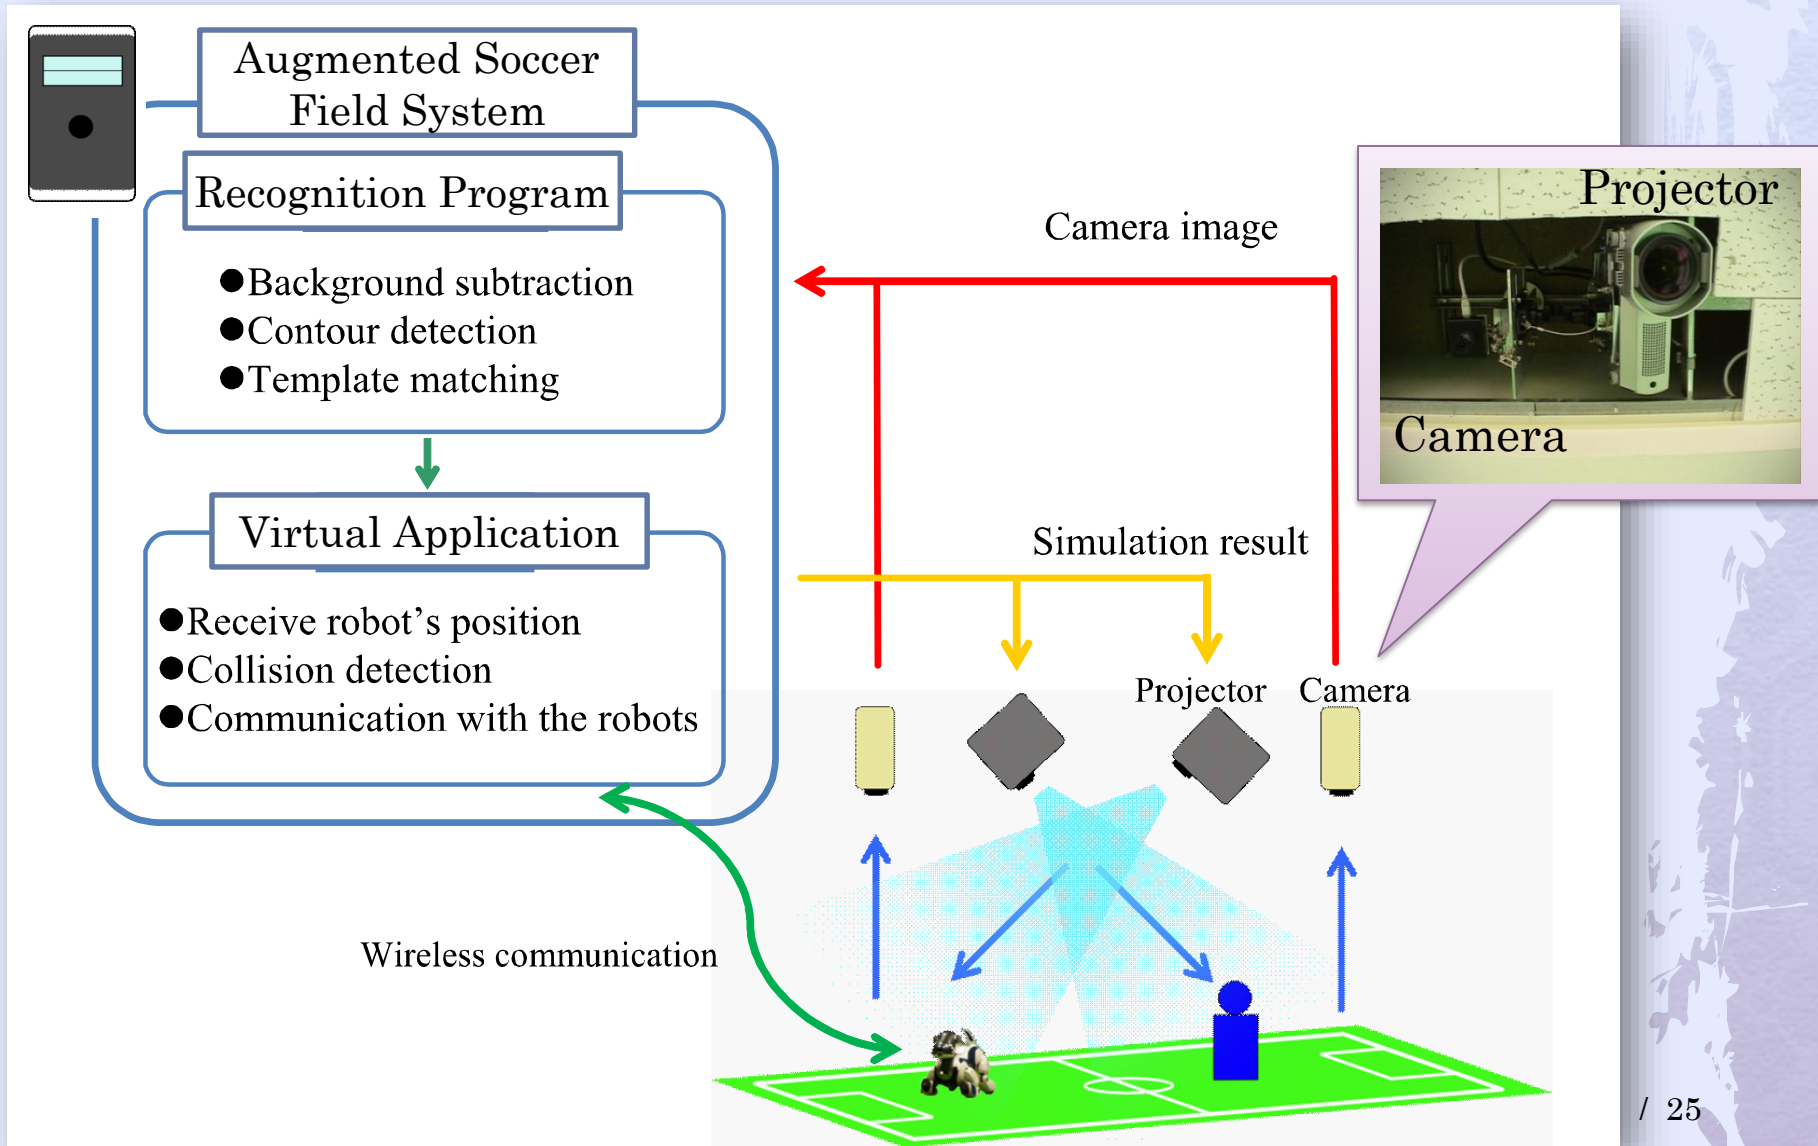 Augmented Soccer
Field System
Recognition Program
●Background subtraction
●Contour detection
●Template matching
Virtual Application
●Receive robot’s position
●Collision detection
●Communication with the robots
Camera image
Simulation result
Projector
Camera
Projector
Camera
Wireless communication
/ 25